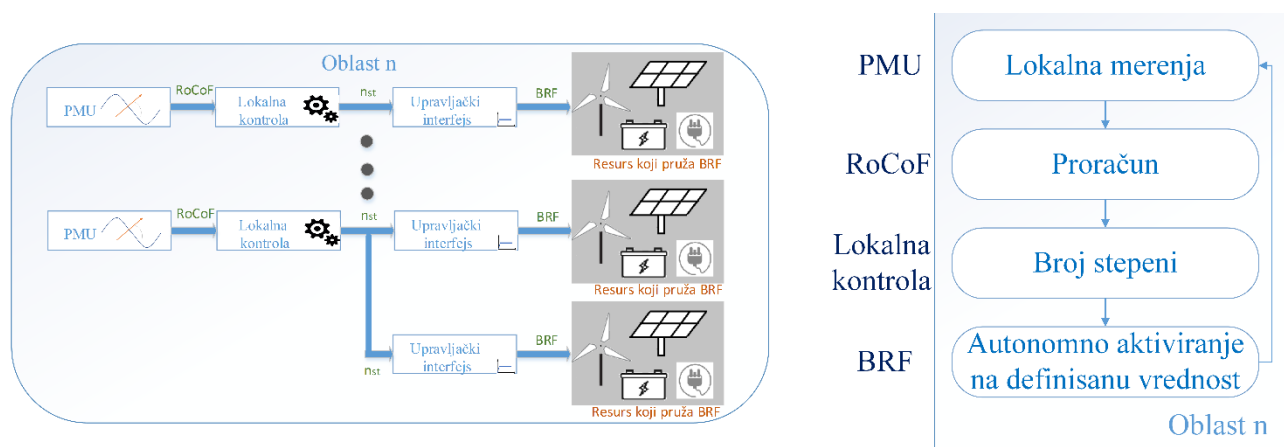 Oblast n
PMU
RoCoF
Lokalna
kontrola
nst
Upravljački
interfejs
BRF
Resurs koji pruža BRF
PMU
RoCoF
Lokalna
kontrola
nst
Upravljački
interfejs
BRF
Resurs koji pruža BRF
nst
Upravljački
interfejs
BRF
Resurs koji pruža BRF
PMU
Lokalna merenja
RoCoF
Proračun
Lokalna
kontrola
Broj stepeni
BRF
Autonomno aktiviranje
na definisanu vrednost
Oblast n